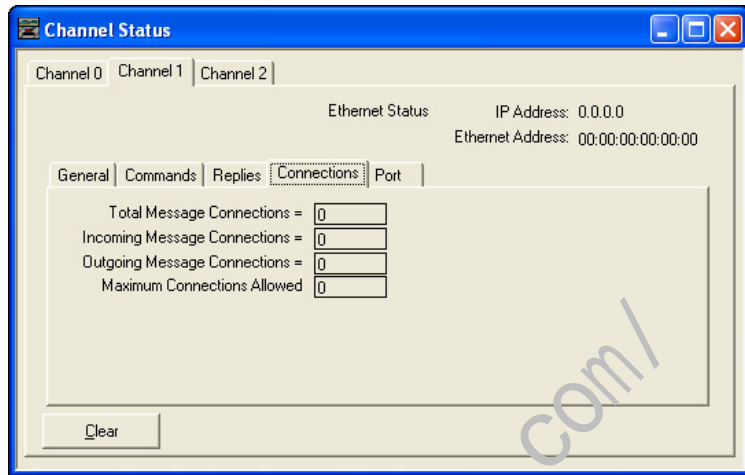 Channel Status
Channel 0 Channel 1 Channel 2
Ethernet Status IP Address: 0.0.0.0
Ethernet Address: 00:00:00:00:00:00
General Commands Replies Connections Port
Total Message Connections = 0
Incoming Message Connections = 0
Outgoing Message Connections = 0
Maximum Connections Allowed 0
com/
Clear